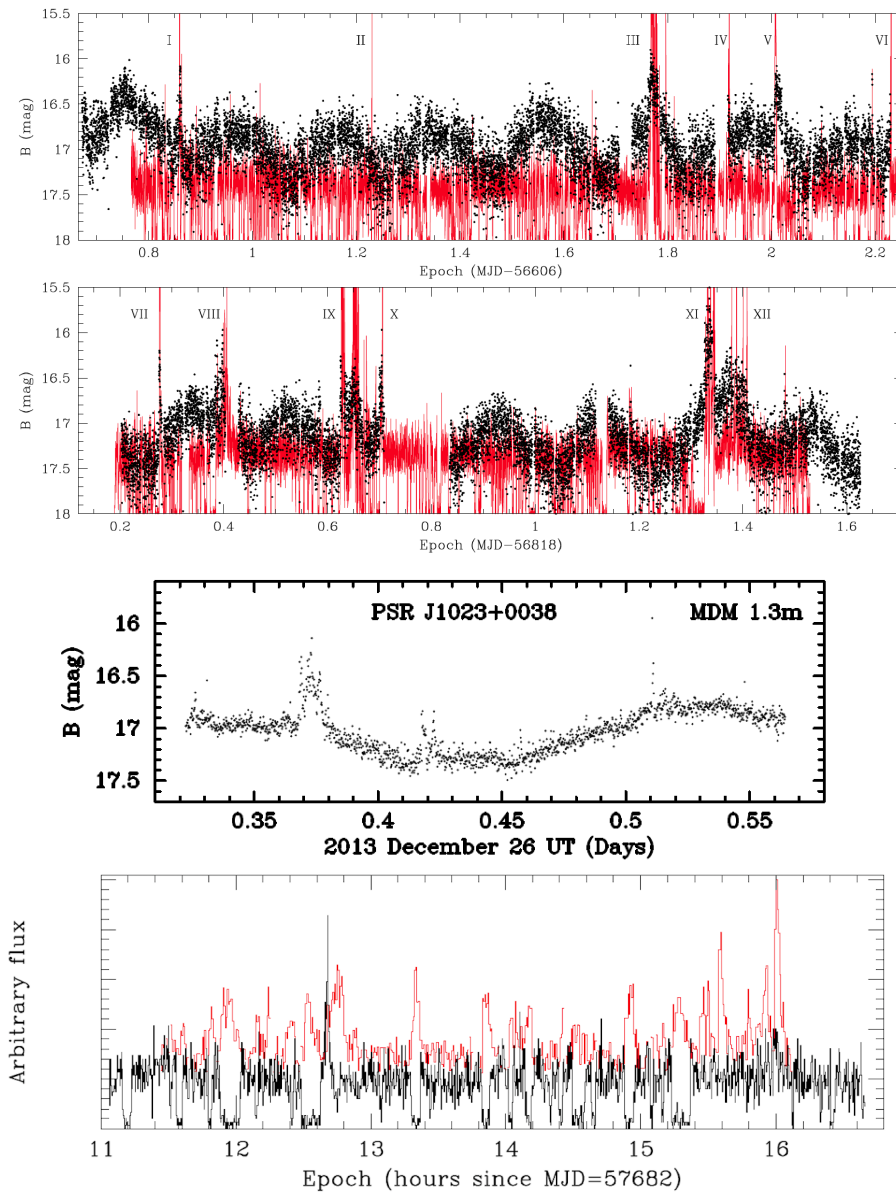 15.5
16
16.5
17
17.5
18
B (mag)
I
II
III
IV
V
VI
0.8
1
1.2
1.4
1.6
1.8
2
2.2
Epoch (MJD−56606)
15.5
16
16.5
17
17.5
18
B (mag)
VII
VIII
IX
X
XI
XII
0.2
0.4
0.6
0.8
1
1.2
1.4
1.6
Epoch (MJD−56818)
16
16.5
17
17.5
B (mag)
PSR J1023+0038
MDM 1.3m
0.35
0.4
0.45
0.5
0.55
2013 December 26 UT (Days)
Arbitrary flux
11
12
13
14
15
16
Epoch (hours since MJD=57682)